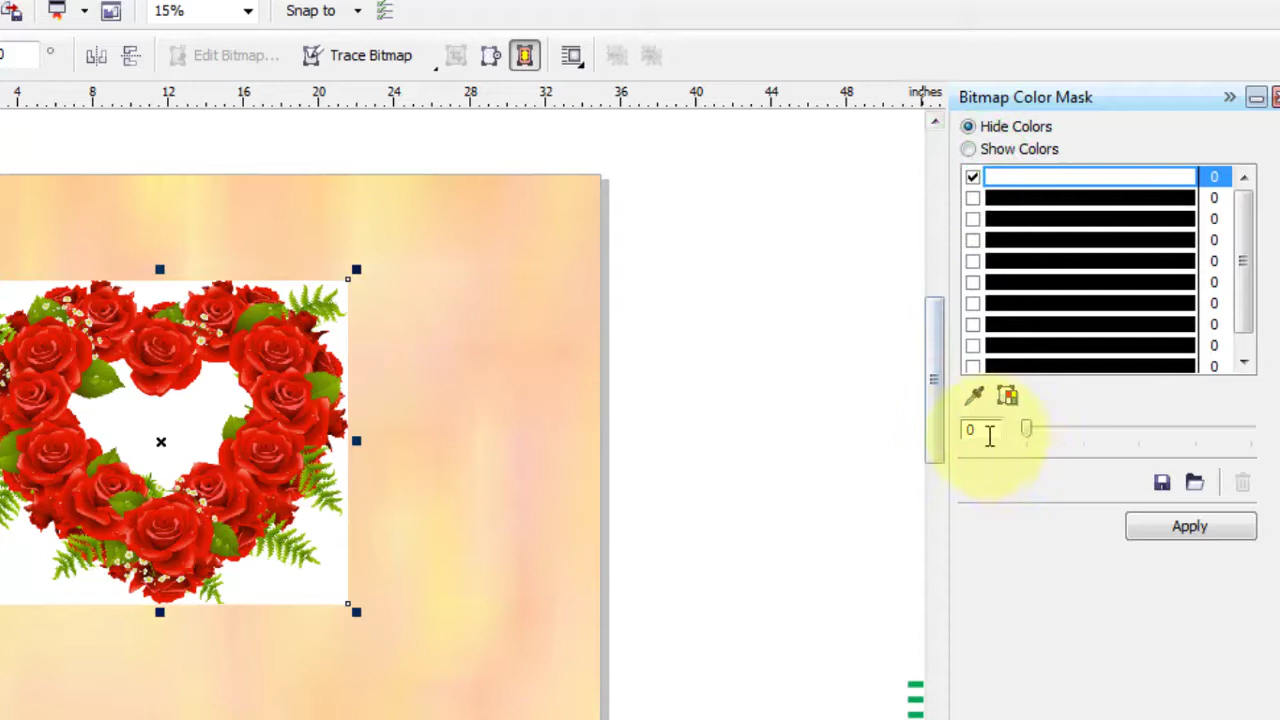 15% Snap to
0 ° Edit Bitmap... Trace Bitmap
4 8 12 16 20 24 28 32 36 40 44 48 inches
Bitmap Color Mask
Hide Colors
Show Colors
0
0
0
0
0
0
0
0
0
0
0
Apply